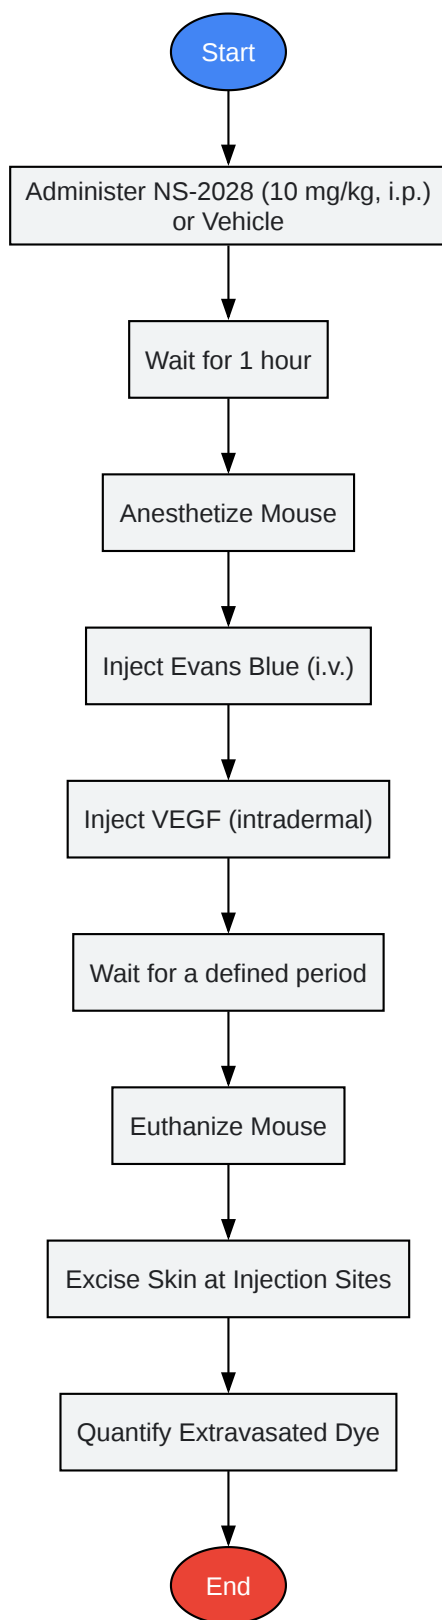 Start
Administer NS-2028 (10 mg/kg, i.p.)
or Vehicle
Wait for 1 hour
Anesthetize Mouse
Inject Evans Blue (i.v.)
Inject VEGF (intradermal)
Wait for a defined period
Euthanize Mouse
Excise Skin at Injection Sites
Quantify Extravasated Dye
End